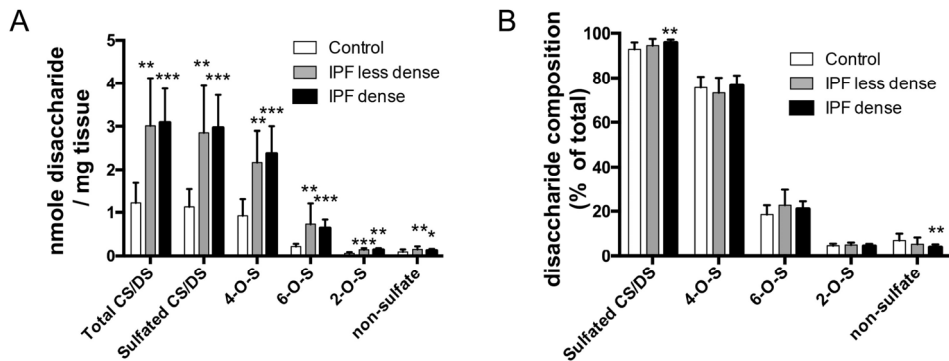 A
nmole disaccharide
/ mg tissue
5
4
3
2
1
0
Control
IPF less dense
IPF dense
** ***
** ***
** ***
** ***
*** **
** *
Total CS/DS
Sulfated CS/DS
4-O-S
6-O-S
2-O-S
non-sulfate
B
disaccharide composition
(% of total)
100
80
60
40
20
0
Control
IPF less dense
IPF dense
**
**
Sulfated CS/DS
4-O-S
6-O-S
2-O-S
non-sulfate